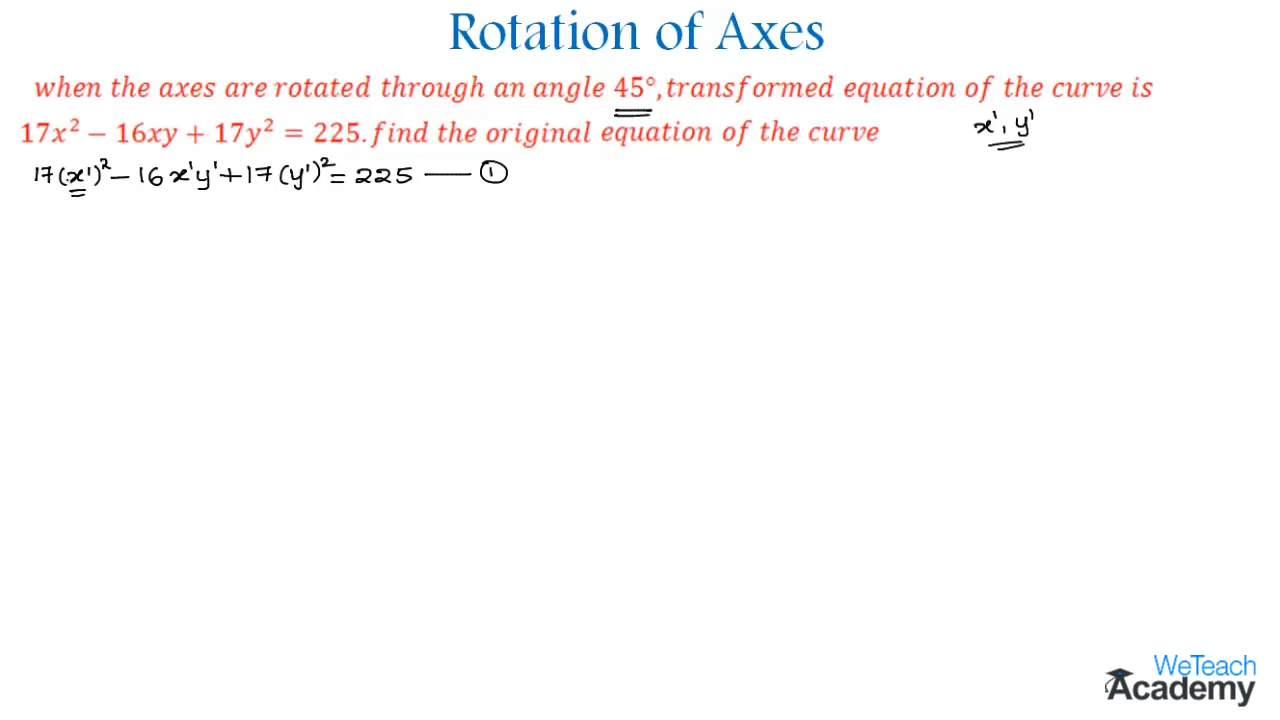 Rotation of Axes
when the axes are rotated through an angle 45°, transformed equation of the curve is
17x² − 16xy + 17y² = 225. find the original equation of the curve
x', y'
17(x')² − 16x'y' + 17(y')² = 225 —— ①
WeTeach
Academy